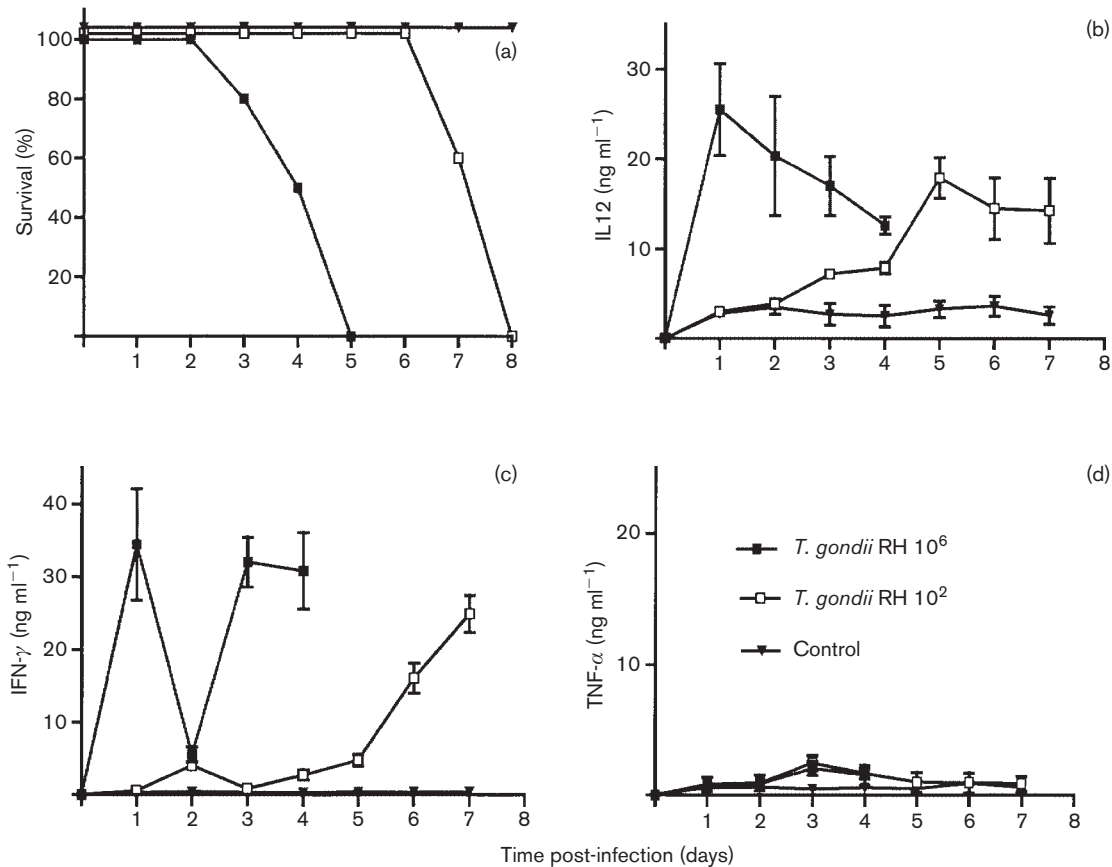 (a)
Survival (%)
100
80
60
40
20
1 2 3 4 5 6 7 8
(b)
IL12 (ng ml⁻¹)
30
20
10
1 2 3 4 5 6 7 8
(c)
IFN-γ (ng ml⁻¹)
40
30
20
10
1 2 3 4 5 6 7 8
(d)
TNF-α (ng ml⁻¹)
20
10
T. gondii RH 10⁶
T. gondii RH 10²
Control
1 2 3 4 5 6 7 8
Time post-infection (days)